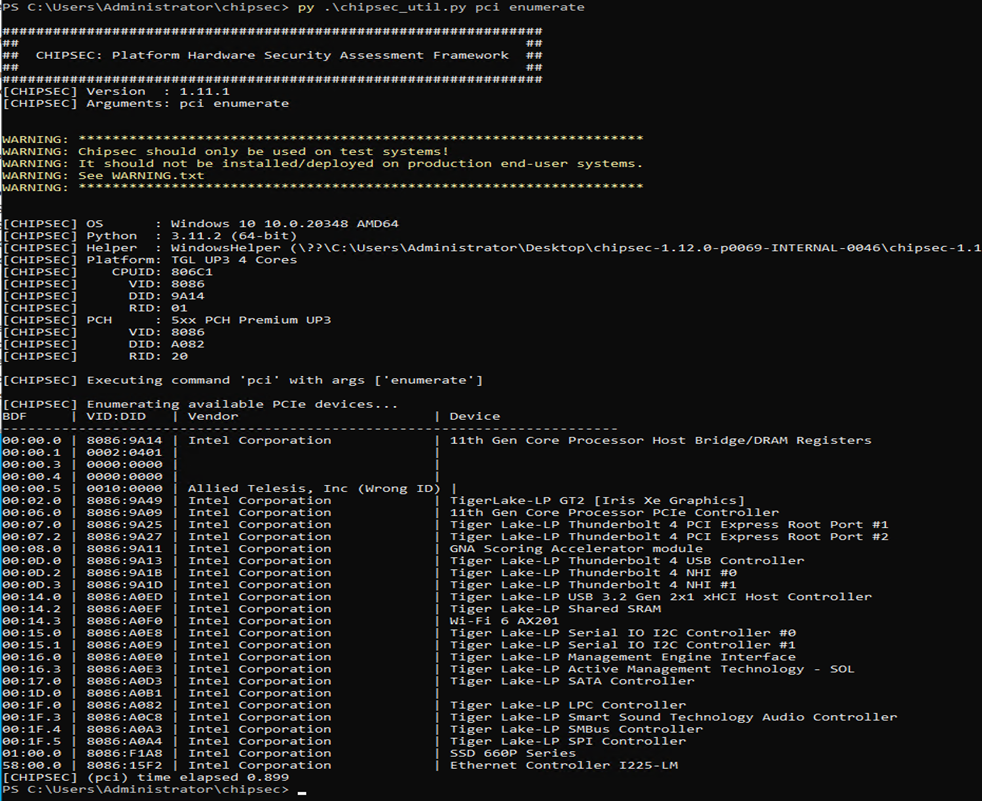 PS C:\Users\Administrator\chipsec> py .\chipsec_util.py pci enumerate
################################################################
##                                                            ##
##  CHIPSEC: Platform Hardware Security Assessment Framework  ##
##                                                            ##
################################################################
[CHIPSEC] Version  : 1.11.1
[CHIPSEC] Arguments: pci enumerate
WARNING: *******************************************************************
WARNING: Chipsec should only be used on test systems!
WARNING: It should not be installed/deployed on production end-user systems.
WARNING: See WARNING.txt
WARNING: *******************************************************************
[CHIPSEC] OS      : Windows 10 10.0.20348 AMD64
[CHIPSEC] Python  : 3.11.2 (64-bit)
[CHIPSEC] Helper  : WindowsHelper (\??\C:\Users\Administrator\Desktop\chipsec-1.12.0-p0069-INTERNAL-0046\chipsec-1.1
[CHIPSEC] Platform: TGL UP3 4 Cores
[CHIPSEC]    CPUID: 806C1
[CHIPSEC]      VID: 8086
[CHIPSEC]      DID: 9A14
[CHIPSEC]      RID: 01
[CHIPSEC] PCH     : 5xx PCH Premium UP3
[CHIPSEC]      VID: 8086
[CHIPSEC]      DID: A082
[CHIPSEC]      RID: 20
[CHIPSEC] Executing command 'pci' with args ['enumerate']
[CHIPSEC] Enumerating available PCIe devices...
BDF     | VID:DID   | Vendor                       | Device
-------------------------------------------------------------------------
00:00.0 | 8086:9A14 | Intel Corporation            | 11th Gen Core Processor Host Bridge/DRAM Registers
00:00.1 | 0002:0401 |                              |
00:00.3 | 0000:0000 |                              |
00:00.4 | 0000:0000 |                              |
00:00.5 | 0010:0000 | Allied Telesis, Inc (Wrong ID) |
00:02.0 | 8086:9A49 | Intel Corporation            | TigerLake-LP GT2 [Iris Xe Graphics]
00:06.0 | 8086:9A09 | Intel Corporation            | 11th Gen Core Processor PCIe Controller
00:07.0 | 8086:9A25 | Intel Corporation            | Tiger Lake-LP Thunderbolt 4 PCI Express Root Port #1
00:07.2 | 8086:9A27 | Intel Corporation            | Tiger Lake-LP Thunderbolt 4 PCI Express Root Port #2
00:08.0 | 8086:9A11 | Intel Corporation            | GNA Scoring Accelerator module
00:0D.0 | 8086:9A13 | Intel Corporation            | Tiger Lake-LP Thunderbolt 4 USB Controller
00:0D.2 | 8086:9A1B | Intel Corporation            | Tiger Lake-LP Thunderbolt 4 NHI #0
00:0D.3 | 8086:9A1D | Intel Corporation            | Tiger Lake-LP Thunderbolt 4 NHI #1
00:14.0 | 8086:A0ED | Intel Corporation            | Tiger Lake-LP USB 3.2 Gen 2x1 xHCI Host Controller
00:14.2 | 8086:A0EF | Intel Corporation            | Tiger Lake-LP Shared SRAM
00:14.3 | 8086:A0F0 | Intel Corporation            | Wi-Fi 6 AX201
00:15.0 | 8086:A0E8 | Intel Corporation            | Tiger Lake-LP Serial IO I2C Controller #0
00:15.1 | 8086:A0E9 | Intel Corporation            | Tiger Lake-LP Serial IO I2C Controller #1
00:16.0 | 8086:A0E0 | Intel Corporation            | Tiger Lake-LP Management Engine Interface
00:16.3 | 8086:A0E3 | Intel Corporation            | Tiger Lake-LP Active Management Technology - SOL
00:17.0 | 8086:A0D3 | Intel Corporation            | Tiger Lake-LP SATA Controller
00:1D.0 | 8086:A0B1 | Intel Corporation            |
00:1F.0 | 8086:A082 | Intel Corporation            | Tiger Lake-LP LPC Controller
00:1F.3 | 8086:A0C8 | Intel Corporation            | Tiger Lake-LP Smart Sound Technology Audio Controller
00:1F.4 | 8086:A0A3 | Intel Corporation            | Tiger Lake-LP SMBus Controller
00:1F.5 | 8086:A0A4 | Intel Corporation            | Tiger Lake-LP SPI Controller
01:00.0 | 8086:F1A8 | Intel Corporation            | SSD 660P Series
58:00.0 | 8086:15F2 | Intel Corporation            | Ethernet Controller I225-LM
[CHIPSEC] (pci) time elapsed 0.899
PS C:\Users\Administrator\chipsec> _